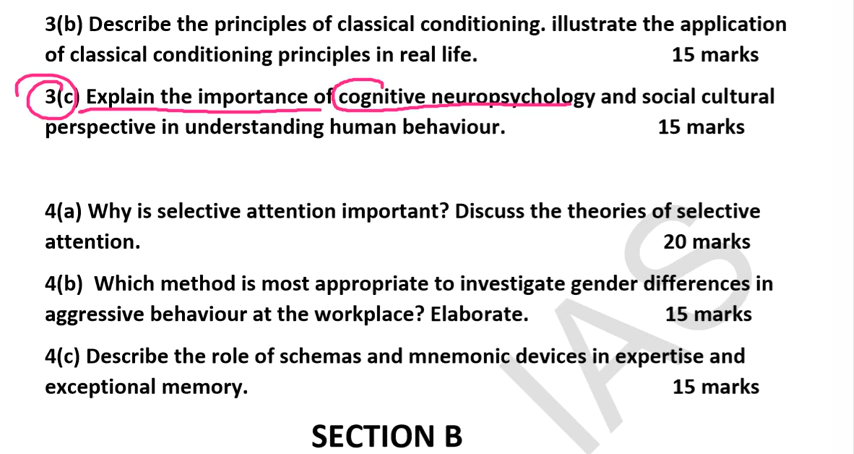 3(b) Describe the principles of classical conditioning. illustrate the application
of classical conditioning principles in real life. 15 marks
3(c) Explain the importance of cognitive neuropsychology and social cultural
perspective in understanding human behaviour. 15 marks
4(a) Why is selective attention important? Discuss the theories of selective
attention. 20 marks
4(b) Which method is most appropriate to investigate gender differences in
aggressive behaviour at the workplace? Elaborate. 15 marks
4(c) Describe the role of schemas and mnemonic devices in expertise and
exceptional memory. 15 marks
IAS
SECTION B